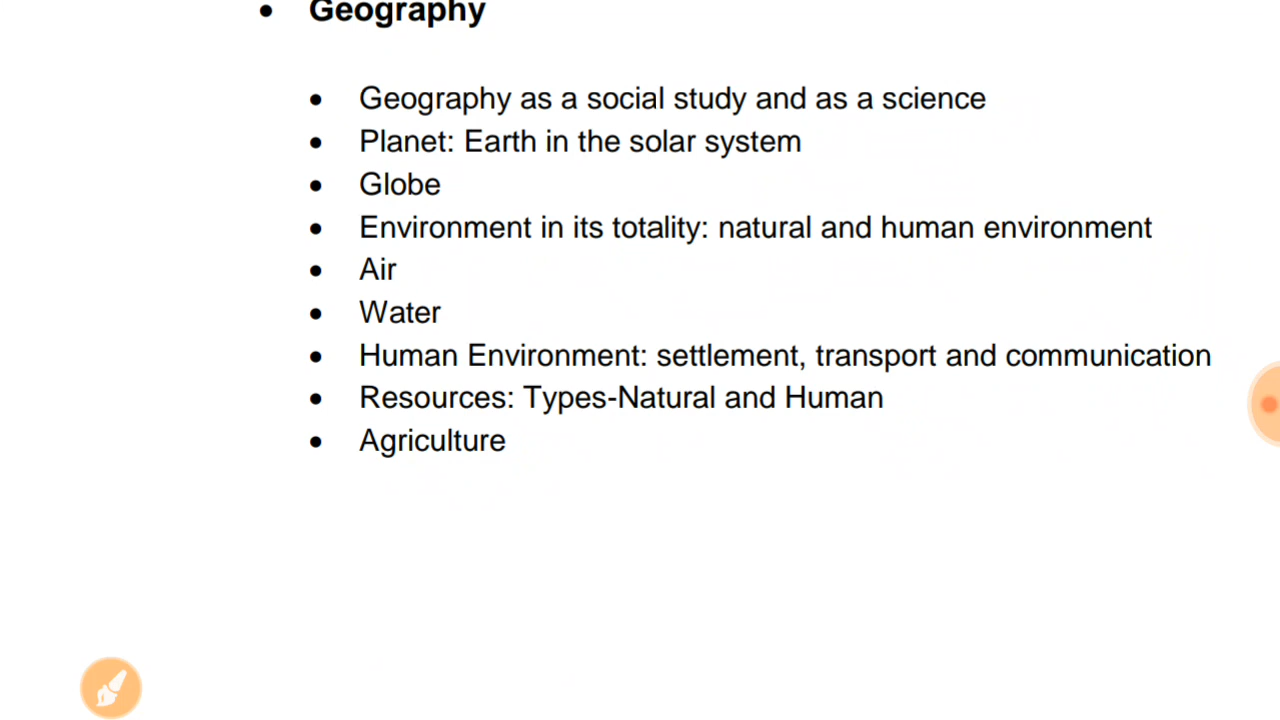 • Geography
• Geography as a social study and as a science
• Planet: Earth in the solar system
• Globe
• Environment in its totality: natural and human environment
• Air
• Water
• Human Environment: settlement, transport and communication
• Resources: Types-Natural and Human
• Agriculture